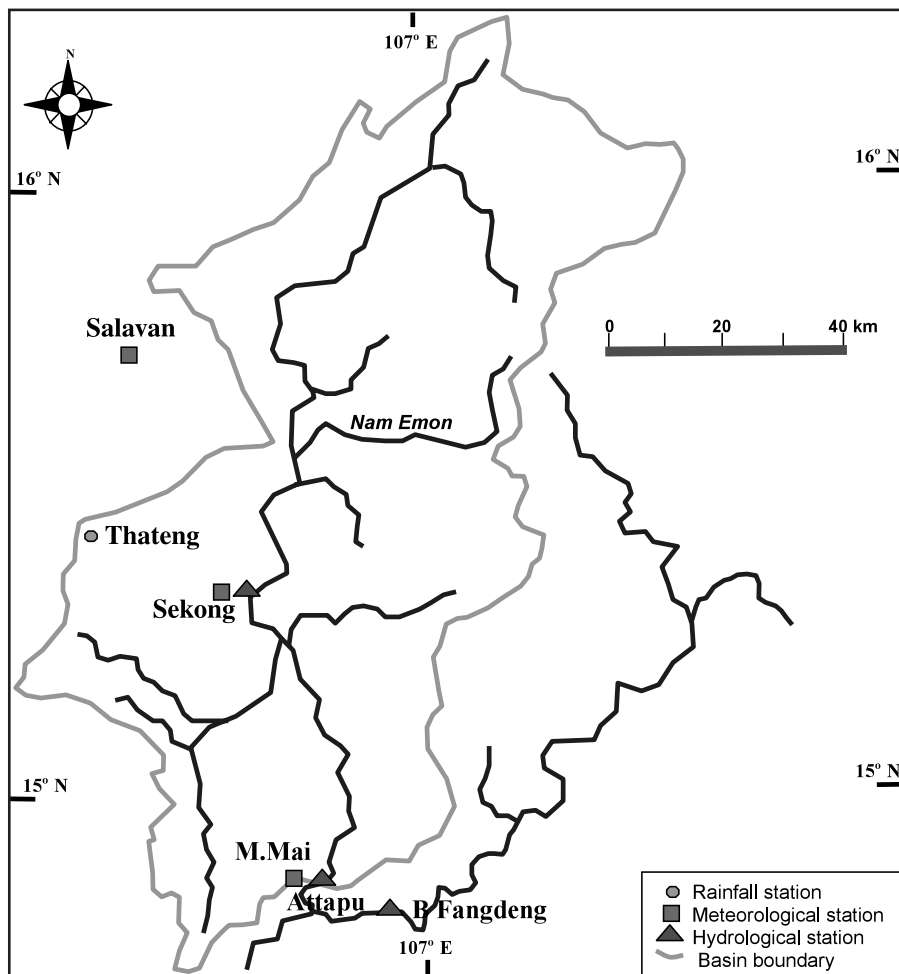 107° E
N
16° N
16° N
Salavan
0 20 40 km
Nam Emon
Thateng
Sekong
15° N
15° N
M.Mai
Attapu
B Fangdeng
107° E
Rainfall station
Meteorological station
Hydrological station
Basin boundary